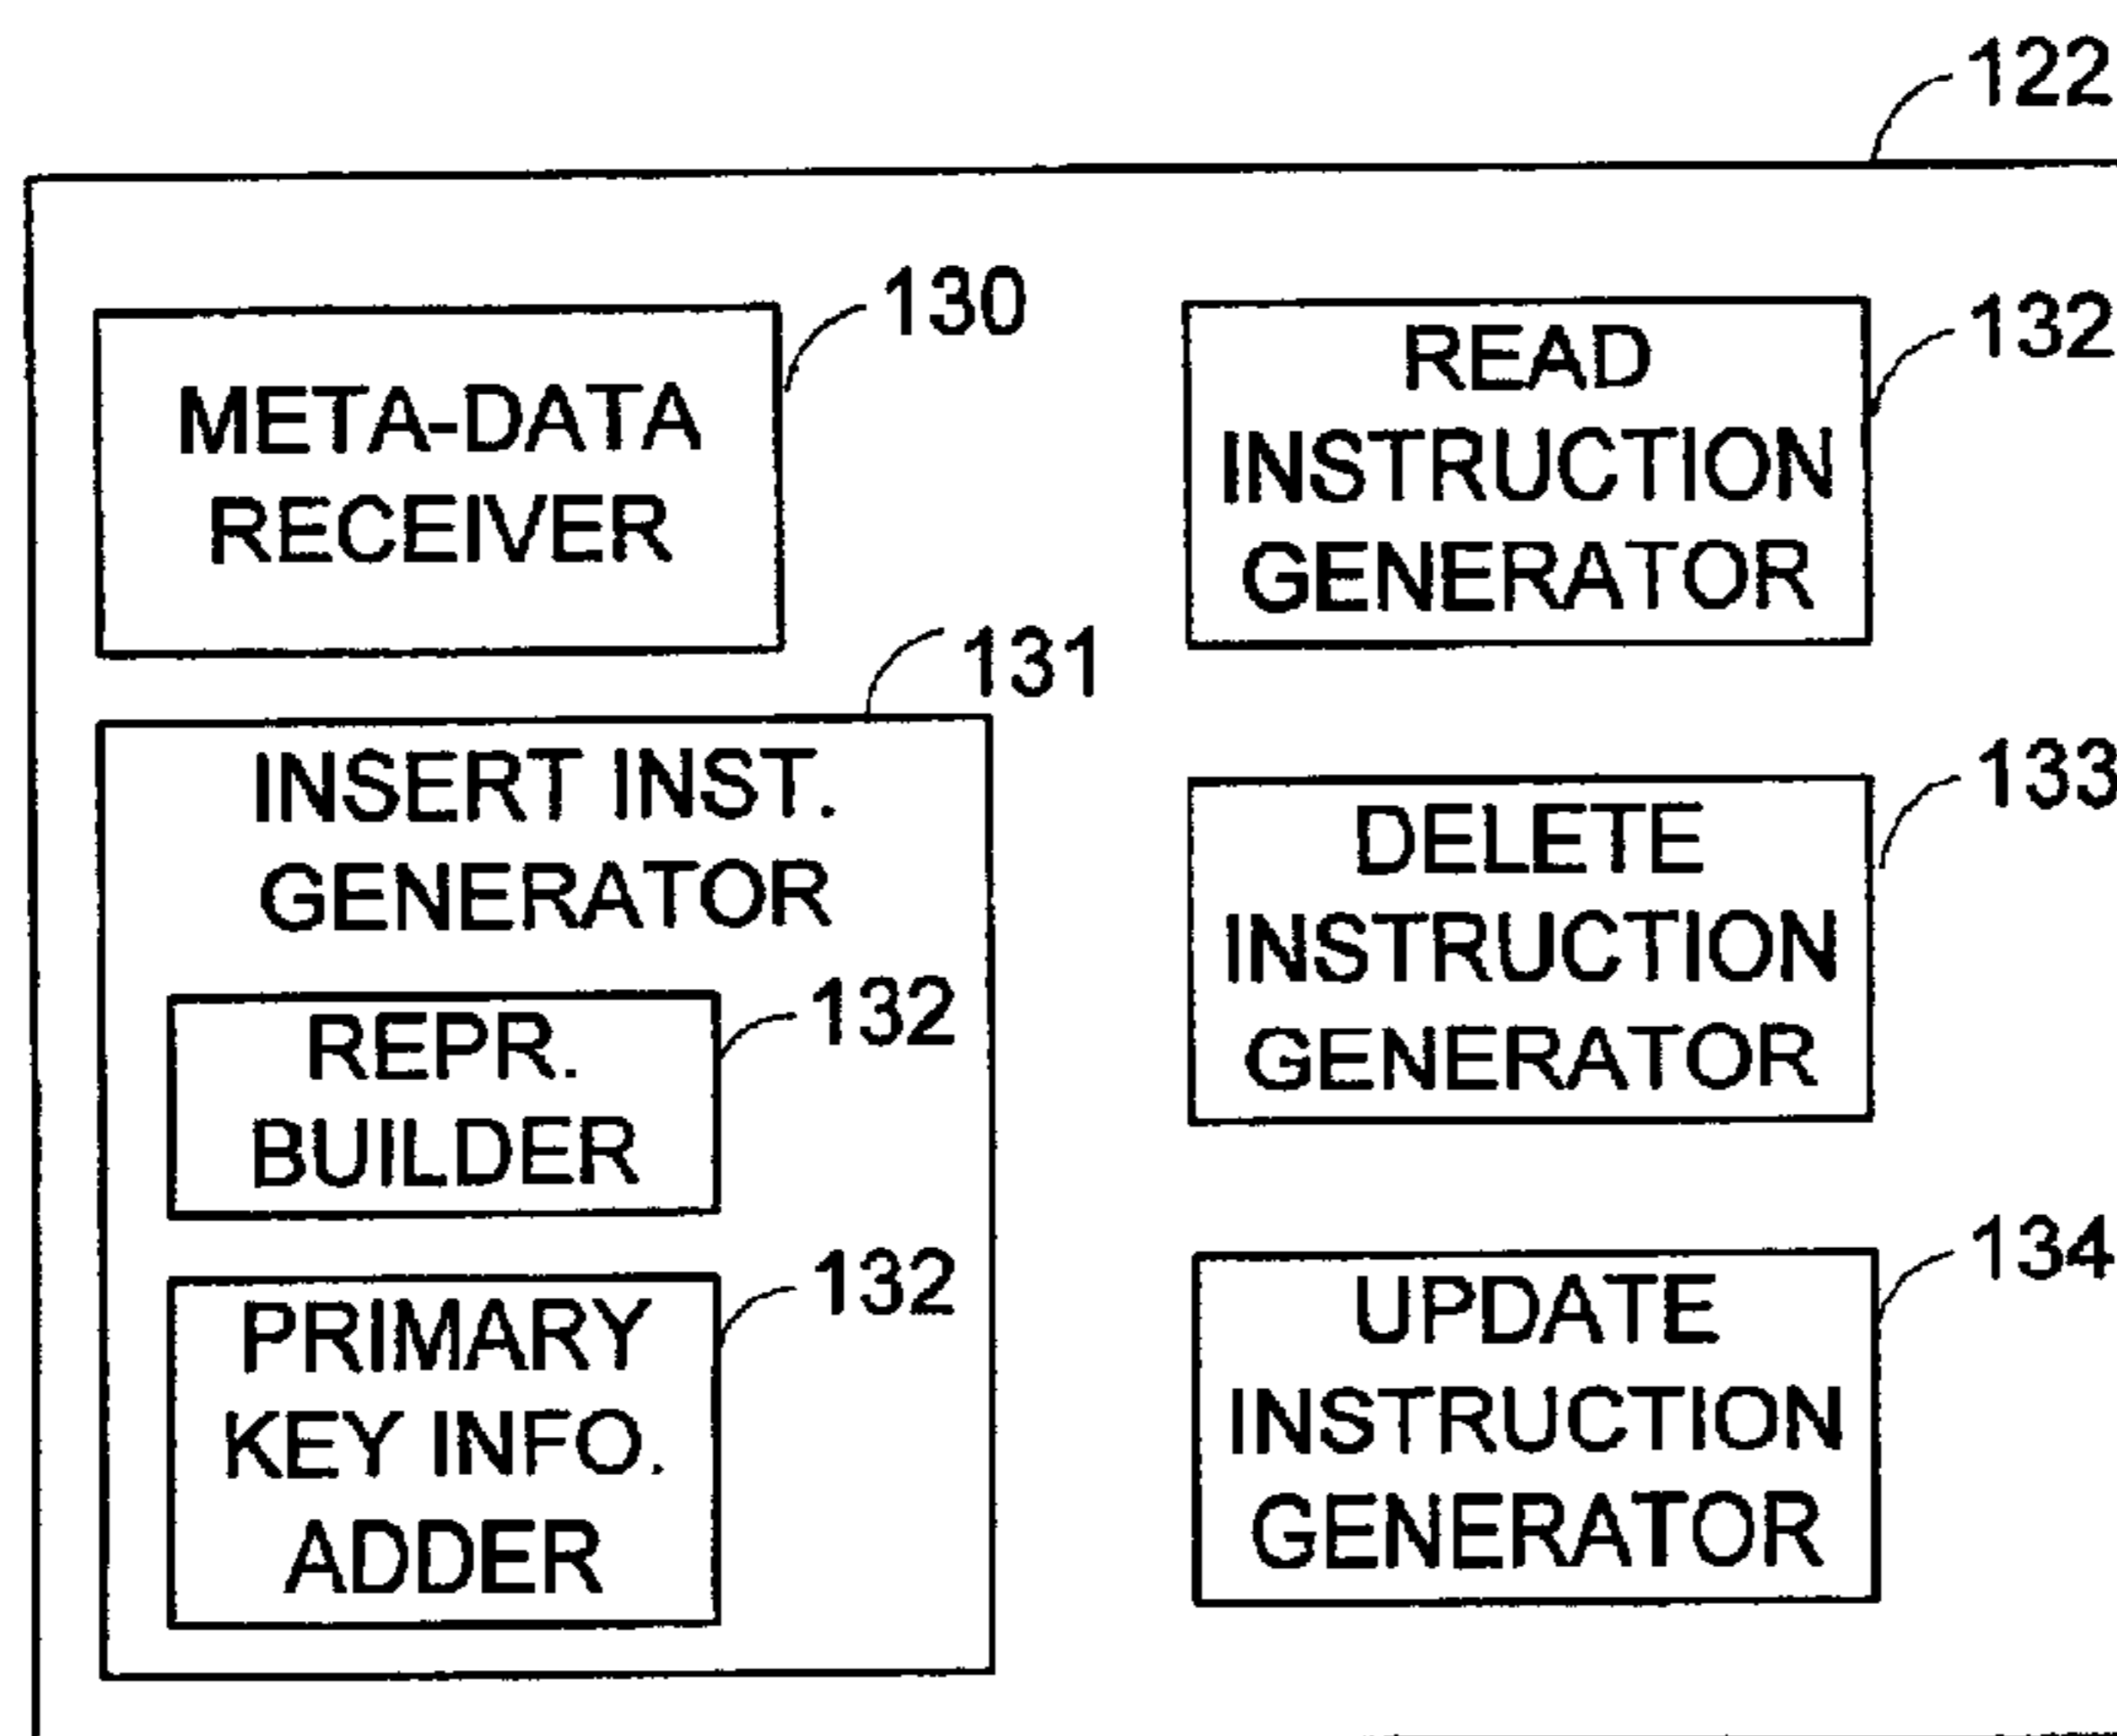 122
130
META-DATA
RECEIVER
131
INSERT INST.
GENERATOR
132
REPR.
BUILDER
132
PRIMARY
KEY INFO.
ADDER
132
READ
INSTRUCTION
GENERATOR
133
DELETE
INSTRUCTION
GENERATOR
134
UPDATE
INSTRUCTION
GENERATOR